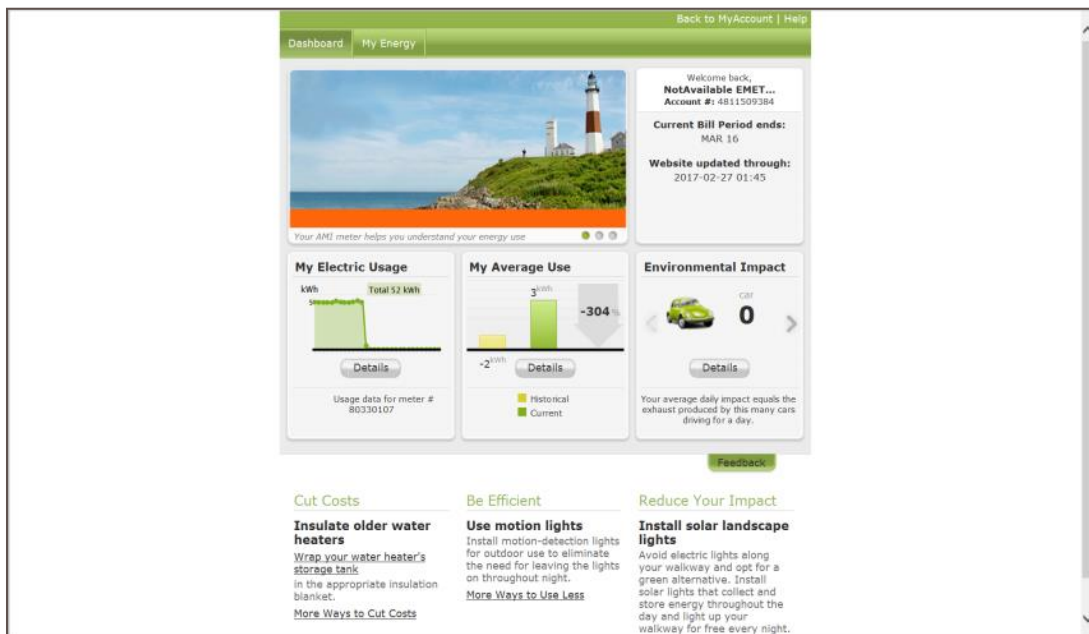 Back to MyAccount | Help
Dashboard
My Energy
Welcome back,
NotAvailable EMET...
Account #: 4811509384
Current Bill Period ends:
MAR 16
Website updated through:
2017-02-27 01:45
Your AMI meter helps you understand your energy use
My Electric Usage
kWh
Total 52 kWh
5
Details
Usage data for meter #
80330107
My Average Use
3 kWh
-304 %
-2 kWh
Details
Historical
Current
Environmental Impact
car
0
Details
Your average daily impact equals the
exhaust produced by this many cars
driving for a day.
Feedback
Cut Costs
Insulate older water
heaters
Wrap your water heater's
storage tank
in the appropriate insulation
blanket.
More Ways to Cut Costs
Be Efficient
Use motion lights
Install motion-detection lights
for outdoor use to eliminate
the need for leaving the lights
on throughout night.
More Ways to Use Less
Reduce Your Impact
Install solar landscape
lights
Avoid electric lights along
your walkway and opt for a
green alternative. Install
solar lights that collect and
store energy throughout the
day and light up your
walkway for free every night.